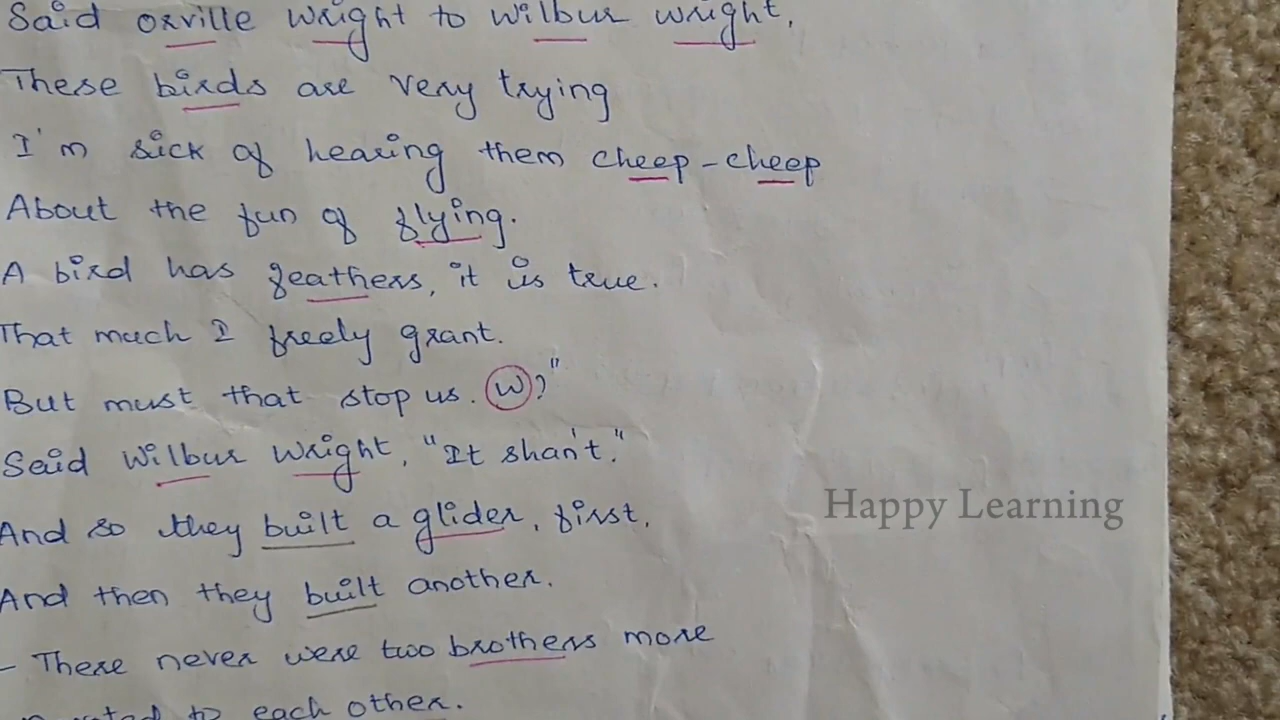 Said Orville Wright to Wilbur Wright,
These birds are very trying
I'm sick of hearing them cheep-cheep
About the fun of flying.
A bird has feathers, it is true.
That much I freely grant.
But must that stop us. W?"
Said Wilbur Wright, "It shan't."
And so they built a glider, first,
And then they built another.
- There never were two brothers more
to each other.
Happy Learning